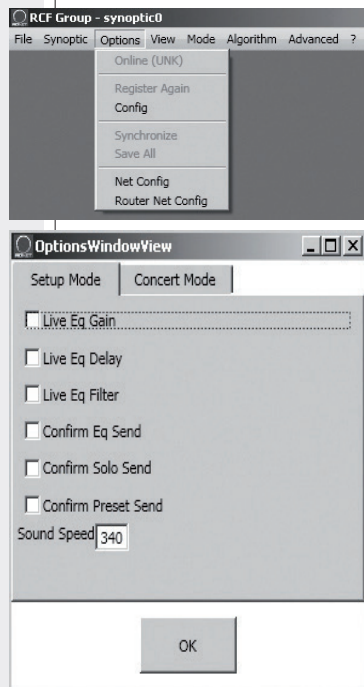 RCF Group - synoptic0
File Synoptic Options View Mode Algorithm Advanced ?
Online (UNK)
Register Again
Config
Synchronize
Save All
Net Config
Router Net Config
OptionsWindowView
Setup Mode Concert Mode
Live Eq Gain
Live Eq Delay
Live Eq Filter
Confirm Eq Send
Confirm Solo Send
Confirm Preset Send
Sound Speed 340
OK